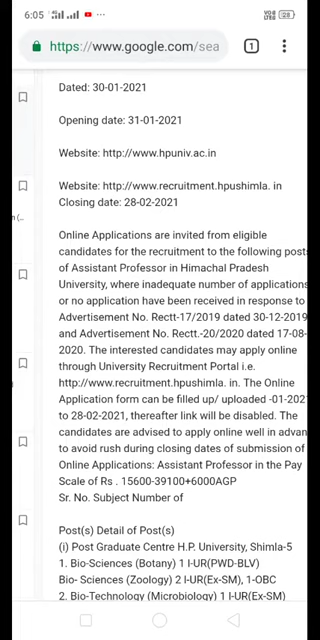 6:05
28
https://www.google.com/sea
1
Dated: 30-01-2021
Opening date: 31-01-2021
Website: http://www.hpuniv.ac.in
Website: http://www.recruitment.hpushimla. in
Closing date: 28-02-2021
Online Applications are invited from eligible
candidates for the recruitment to the following post
of Assistant Professor in Himachal Pradesh
University, where inadequate number of applications
or no application have been received in response to
Advertisement No. Rectt-17/2019 dated 30-12-2019
and Advertisement No. Rectt.-20/2020 dated 17-08-
2020. The interested candidates may apply online
through University Recruitment Portal i.e.
http://www.recruitment.hpushimla. in. The Online
Application form can be filled up/ uploaded -01-202
to 28-02-2021, thereafter link will be disabled. The
candidates are advised to apply online well in advan
to avoid rush during closing dates of submission of
Online Applications: Assistant Professor in the Pay
Scale of Rs . 15600-39100+6000AGP
Sr. No. Subject Number of
Post(s) Detail of Post(s)
(i) Post Graduate Centre H.P. University, Shimla-5
1. Bio-Sciences (Botany) 1 I-UR(PWD-BLV)
Bio- Sciences (Zoology) 2 I-UR(Ex-SM), 1-OBC
2. Bio-Technology (Microbiology) 1 I-UR(Ex-SM)